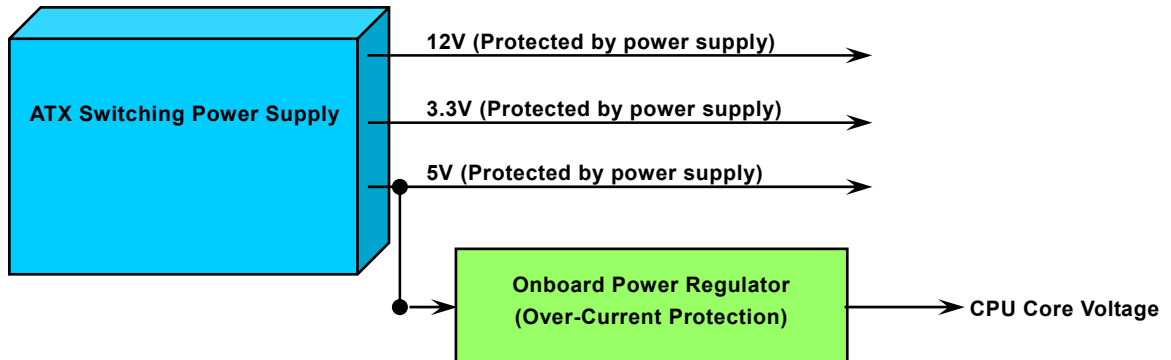 12V (Protected by power supply)
ATX Switching Power Supply
3.3V (Protected by power supply)
5V (Protected by power supply)
Onboard Power Regulator
(Over-Current Protection)
CPU Core Voltage